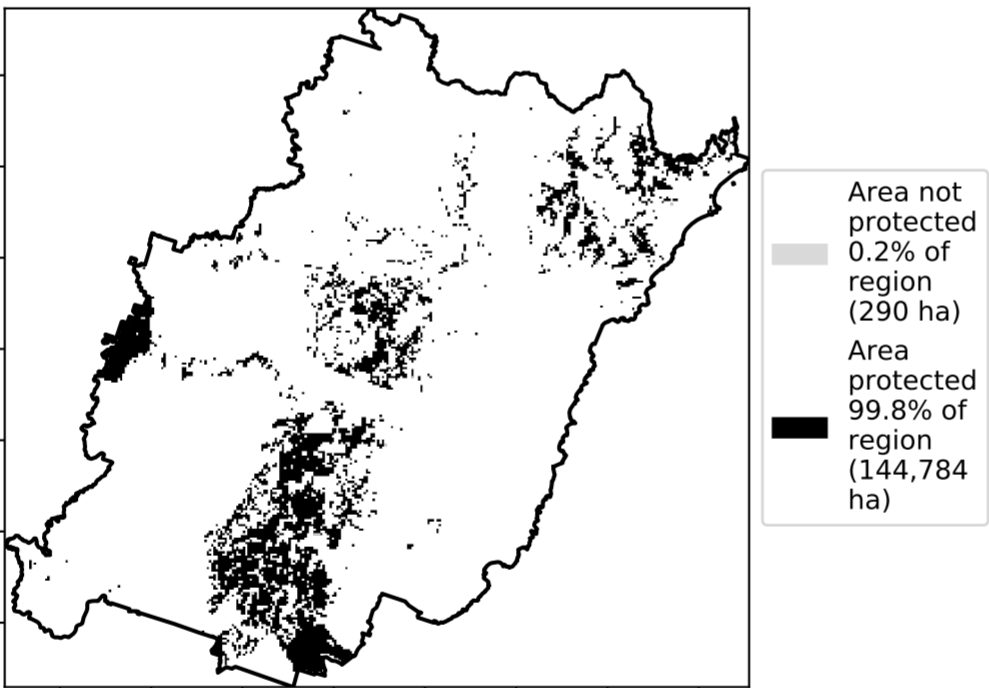 Area not
protected
0.2% of
region
(290 ha)
Area
protected
99.8% of
region
(144,784
ha)